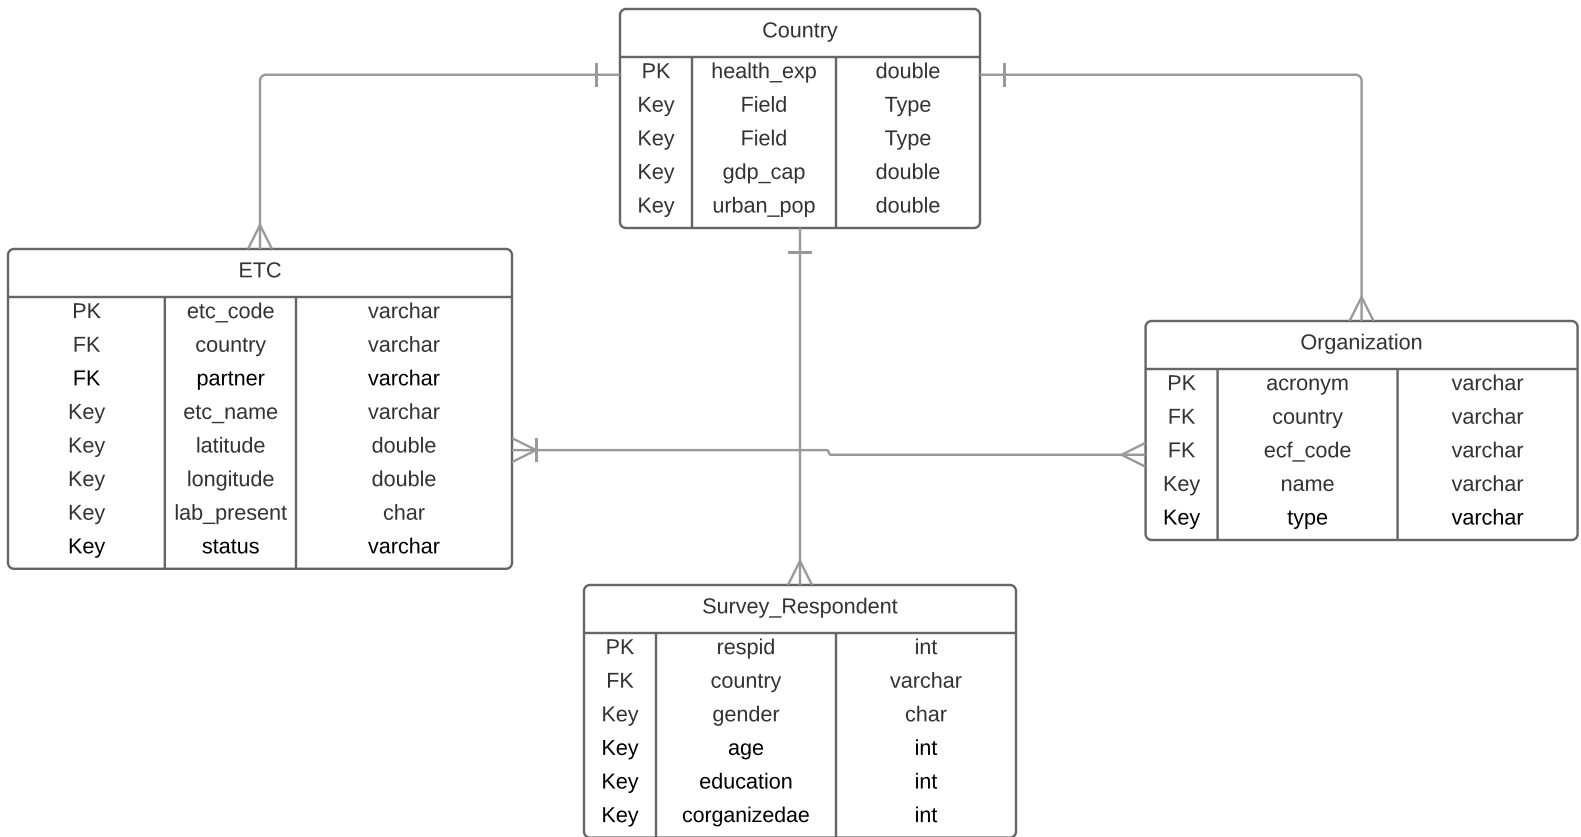 Country
PK health_exp double
Key Field Type
Key Field Type
Key gdp_cap double
Key urban_pop double
ETC
PK etc_code varchar
FK country varchar
FK partner varchar
Key etc_name varchar
Key latitude double
Key longitude double
Key lab_present char
Key status varchar
Organization
PK acronym varchar
FK country varchar
FK ecf_code varchar
Key name varchar
Key type varchar
Survey_Respondent
PK respid int
FK country varchar
Key gender char
Key age int
Key education int
Key corganizedae int